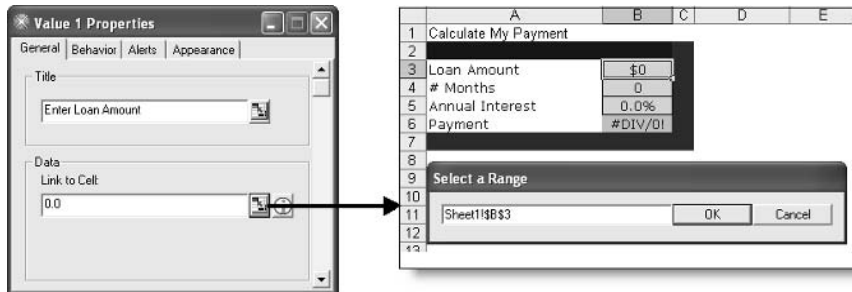 Value 1 Properties
General Behavior Alerts Appearance
Title
Enter Loan Amount
Data
Link to Cell:
0.0
A B C D E
1 Calculate My Payment
2
3 Loan Amount $0
4 # Months 0
5 Annual Interest 0.0%
6 Payment #DIV/0!
7
8
9
10
11
12
13
Select a Range
Sheet1!$B$3 OK Cancel